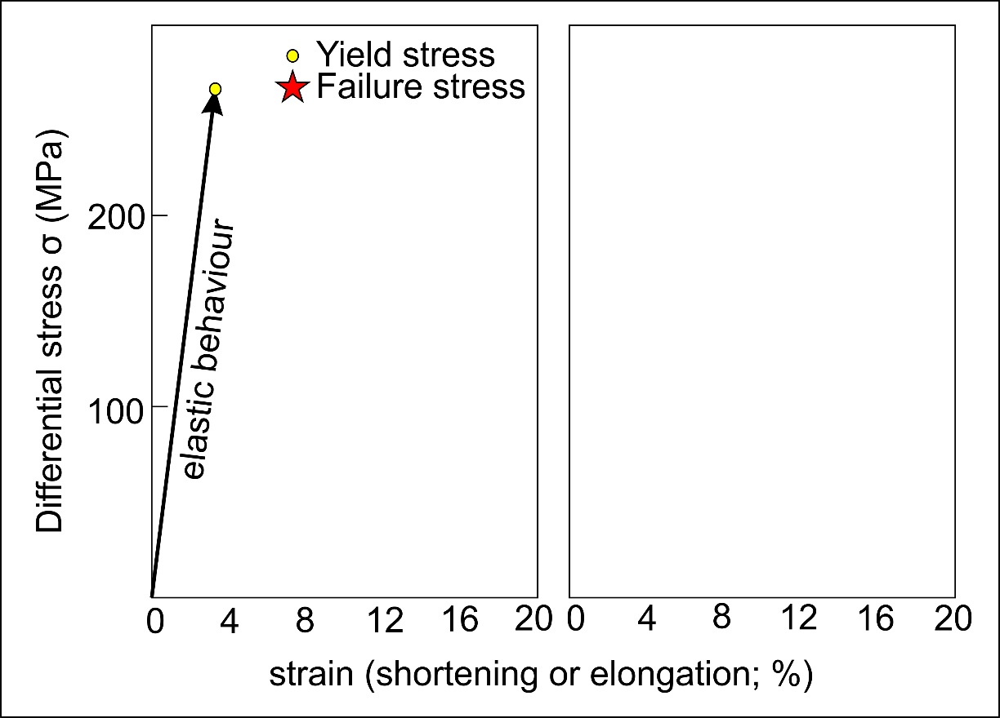 Yield stress
Failure stress
Differential stress σ (MPa)
200
100
elastic behaviour
0 4 8 12 16 20 0 4 8 12 16 20
strain (shortening or elongation; %)